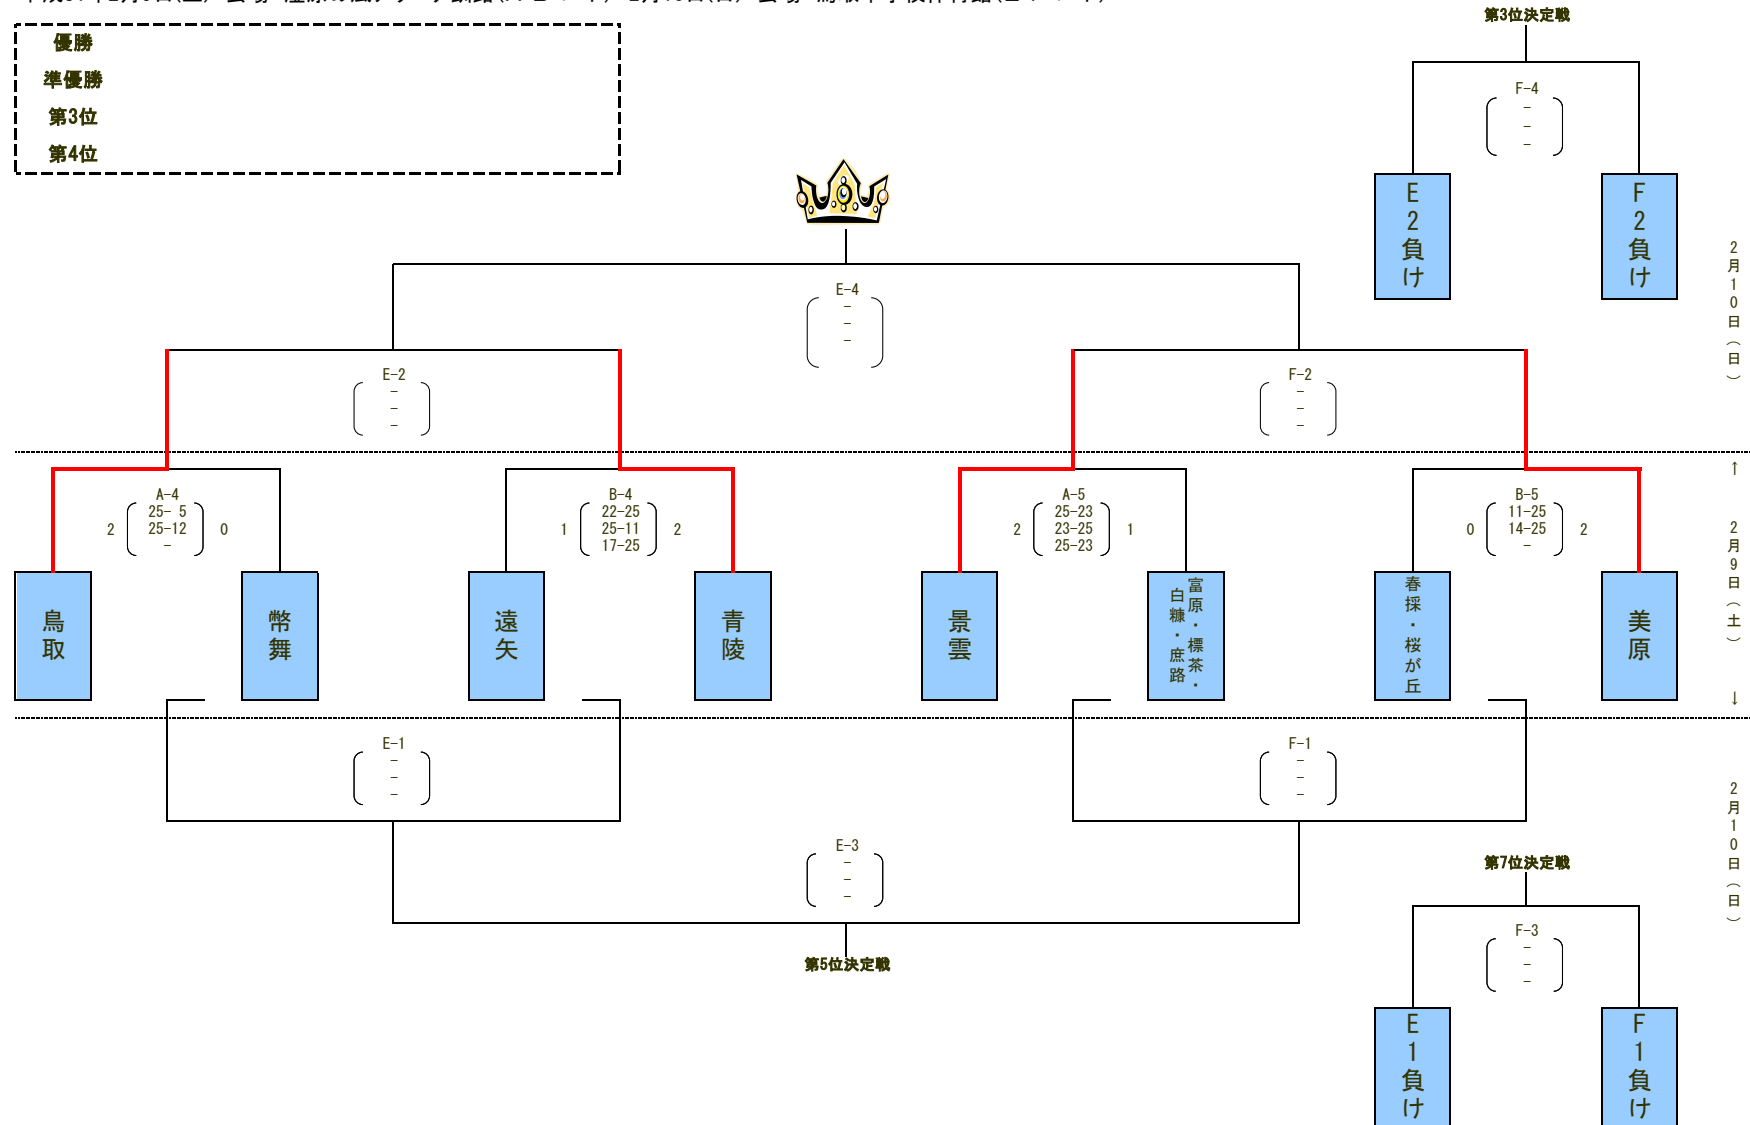 優勝
準優勝
第3位
第4位
第3位決定戦
F-4
-
-
-
E2負け
F2負け
2月10日(日)
E-4
-
-
-
E-2
-
-
-
F-2
-
-
-
↑
2月9日(土)
↓
A-4
2 25- 5 0
25-12
-
B-4
22-25
1 25-11 2
17-25
A-5
25-23
2 23-25 1
25-23
B-5
11-25
0 14-25 2
-
鳥取
幣舞
遠矢
青陵
景雲
富原・標茶・
白糠・庶路
春採・桜が丘
美原
E-1
-
-
-
F-1
-
-
-
2月10日(日)
E-3
-
-
-
第5位決定戦
第7位決定戦
F-3
-
-
-
E1負け
F1負け